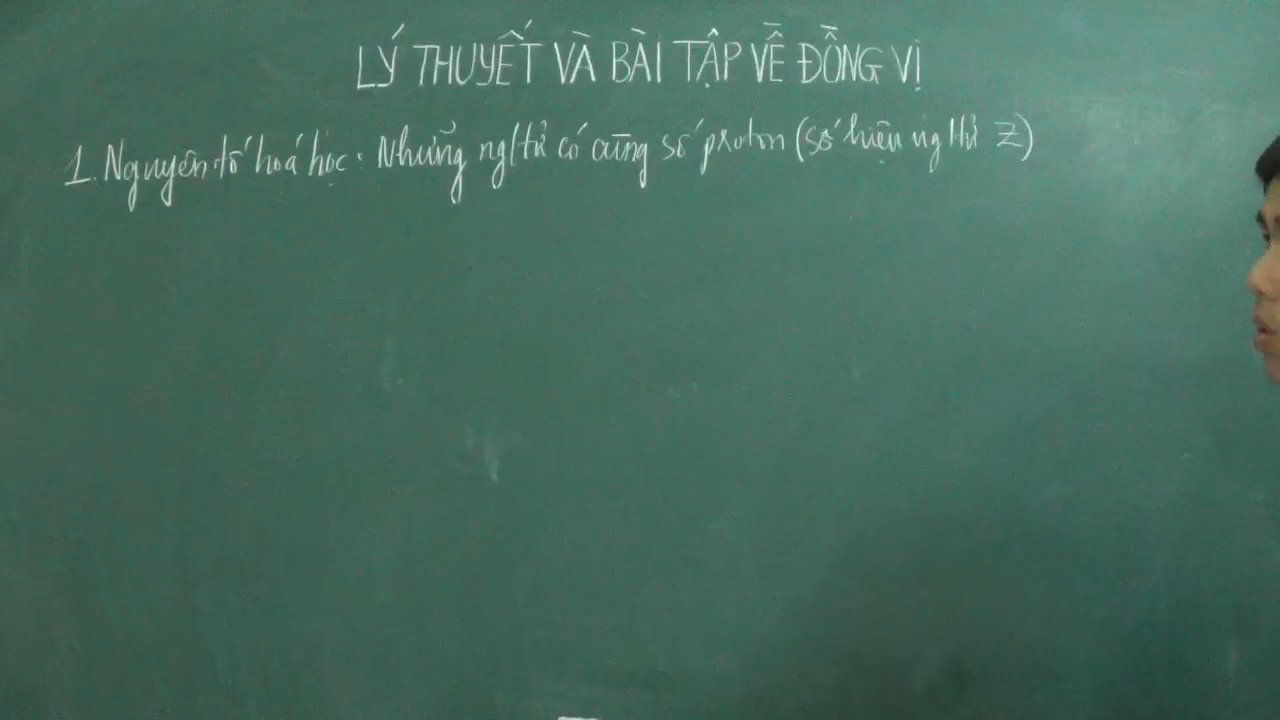 LÝ THUYẾT VÀ BÀI TẬP VỀ ĐỒNG VỊ
1. Nguyên tố hoá học: Những ng/tử có cùng số proton (số hiệu ng/tử Z)